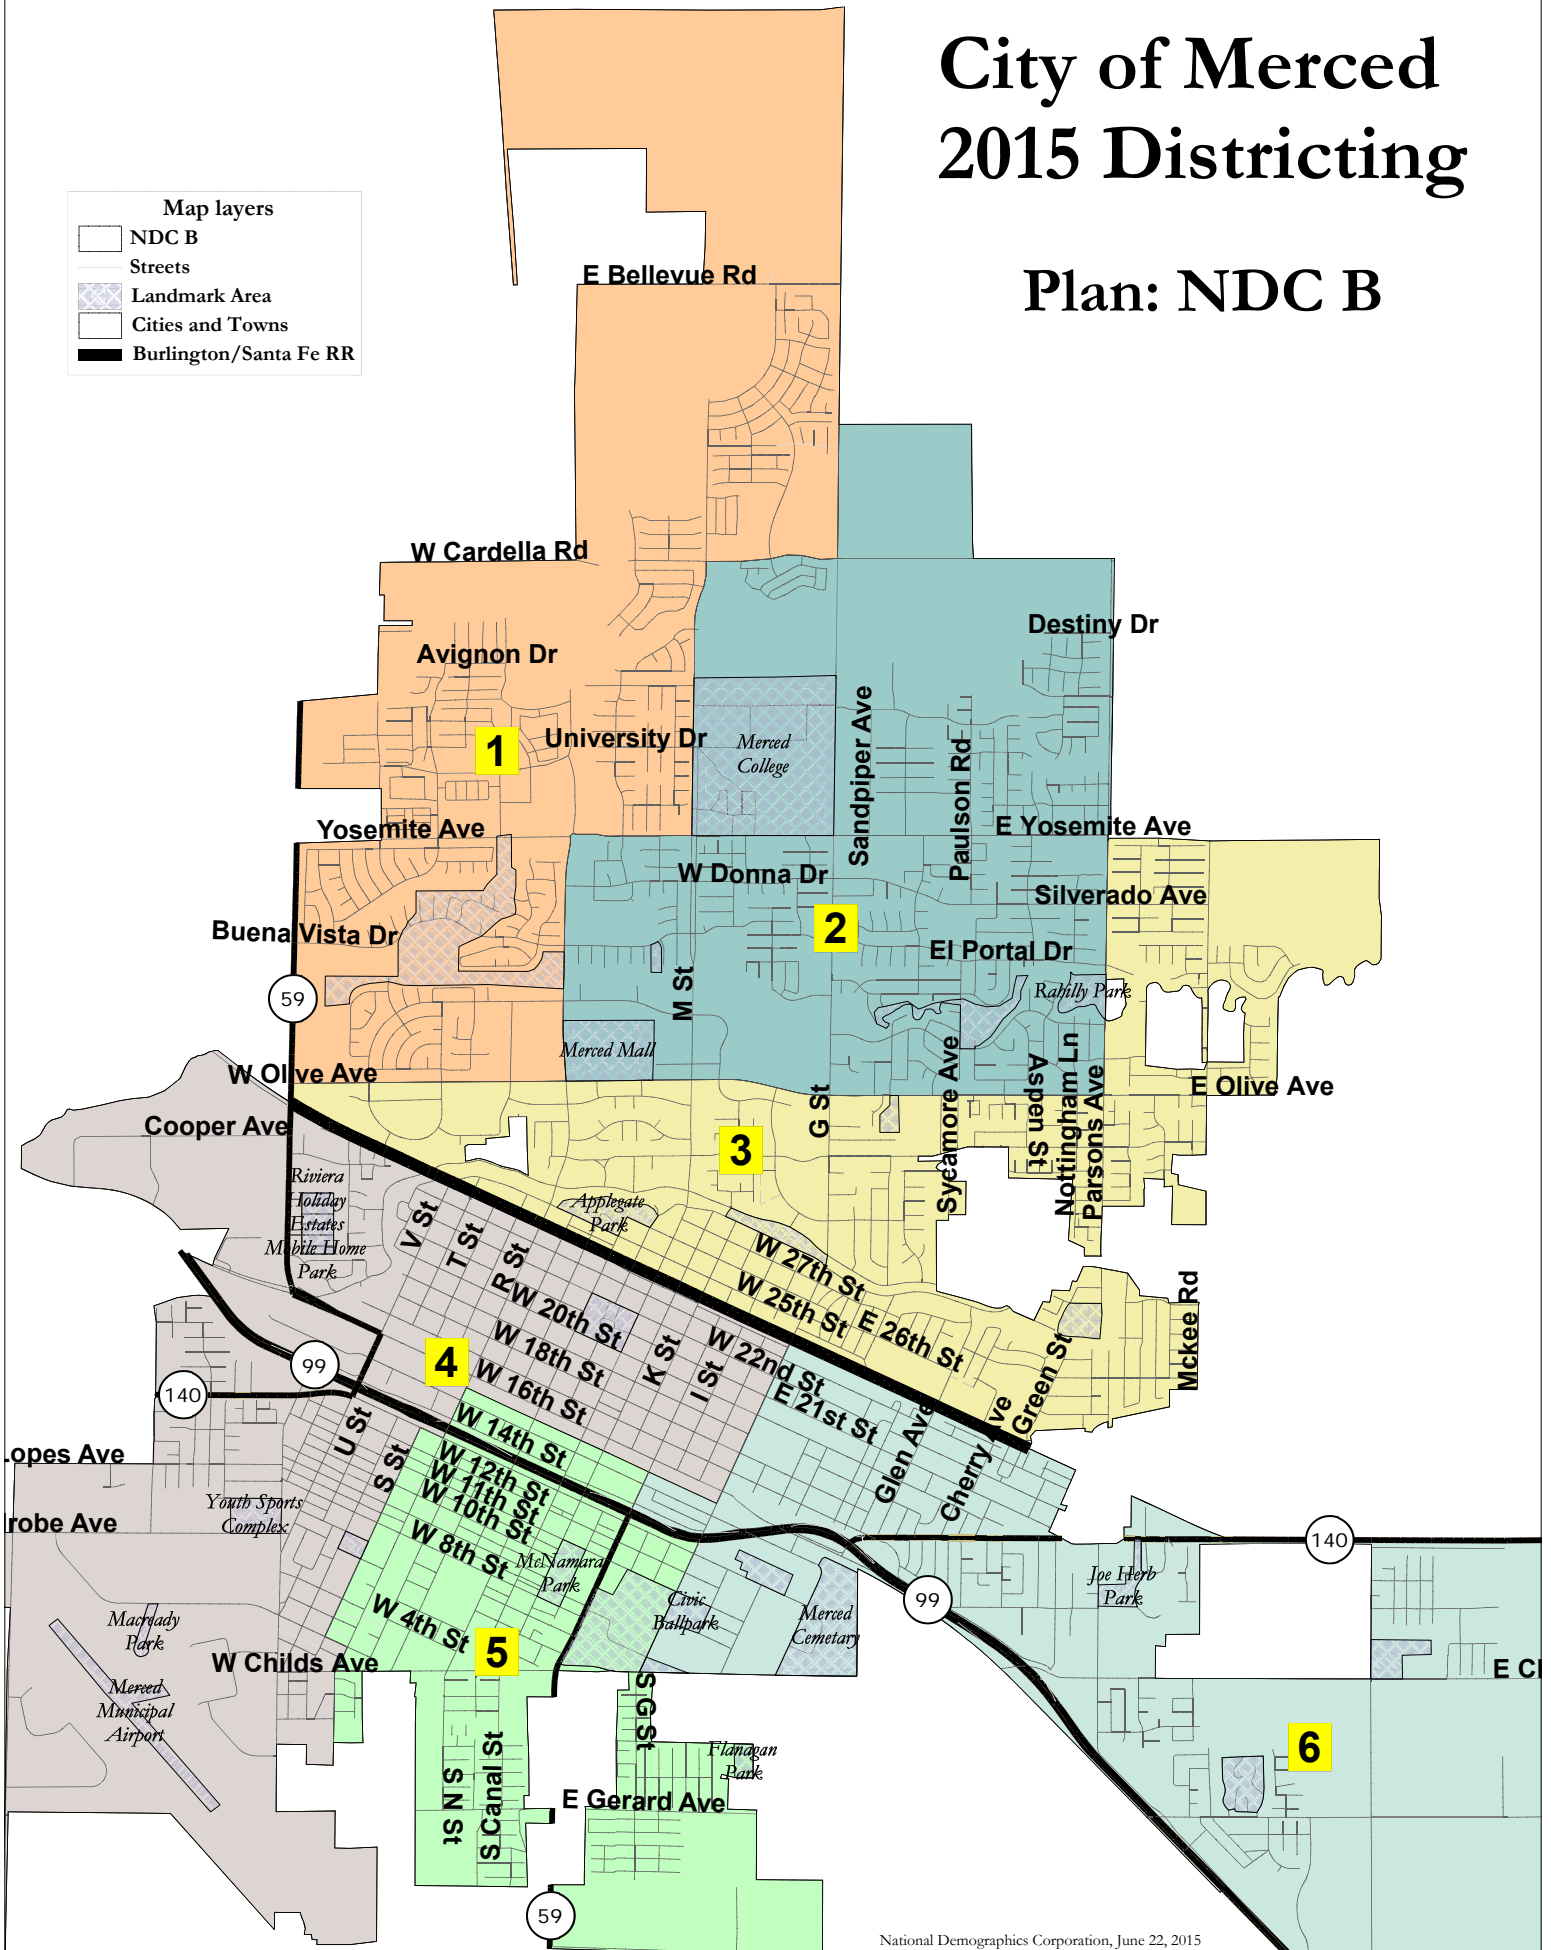 City of Merced
2015 Districting
Plan: NDC B
Map layers
NDC B
Streets
Landmark Area
Cities and Towns
Burlington/Santa Fe RR
E Bellevue Rd
W Cardella Rd
Destiny Dr
Avignon Dr
University Dr
1
Merced
College
Sandpiper Ave
Paulson Rd
Yosemite Ave
E Yosemite Ave
W Donna Dr
Silverado Ave
Buena Vista Dr
2
El Portal Dr
M St
Rahilly Park
59
Merced Mall
W Olive Ave
E Olive Ave
G St
Sycamore Ave
Aspen St
Nottingham Ln
Parsons Ave
Cooper Ave
3
Riviera
Holiday
Estates
Mobile Home
Park
Applegate
Park
V St
T St
R St
W 27th St
W 25th St
E 26th St
W 20th St
W 18th St
W 16th St
K St
I St
W 22nd St
E 21st St
Mckee Rd
Green St
Glen Ave
Cherry Ave
4
99
140
U St
S St
W 14th St
W 12th St
W 11th St
W 10th St
W 8th St
W 4th St
Lopes Ave
Youth Sports
Complex
robe Ave
McNamara
Park
Civic
Ballpark
Merced
Cemetary
99
140
Joe Herb
Park
Macready
Park
Merced
Municipal
Airport
W Childs Ave
5
E Cl
S G St
S N St
S Canal St
Flanagan
Park
E Gerard Ave
6
59
National Demographics Corporation, June 22, 2015